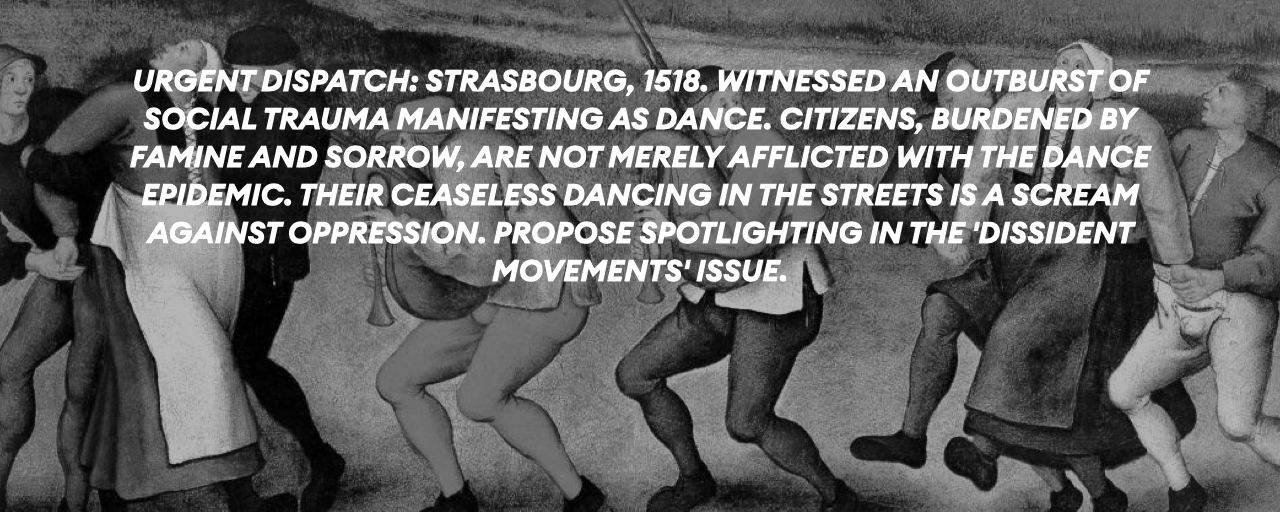 URGENT DISPATCH: STRASBOURG, 1518. WITNESSED AN OUTBURST OF
SOCIAL TRAUMA MANIFESTING AS DANCE. CITIZENS, BURDENED BY
FAMINE AND SORROW, ARE NOT MERELY AFFLICTED WITH THE DANCE
EPIDEMIC. THEIR CEASELESS DANCING IN THE STREETS IS A SCREAM
AGAINST OPPRESSION. PROPOSE SPOTLIGHTING IN THE 'DISSIDENT
MOVEMENTS' ISSUE.